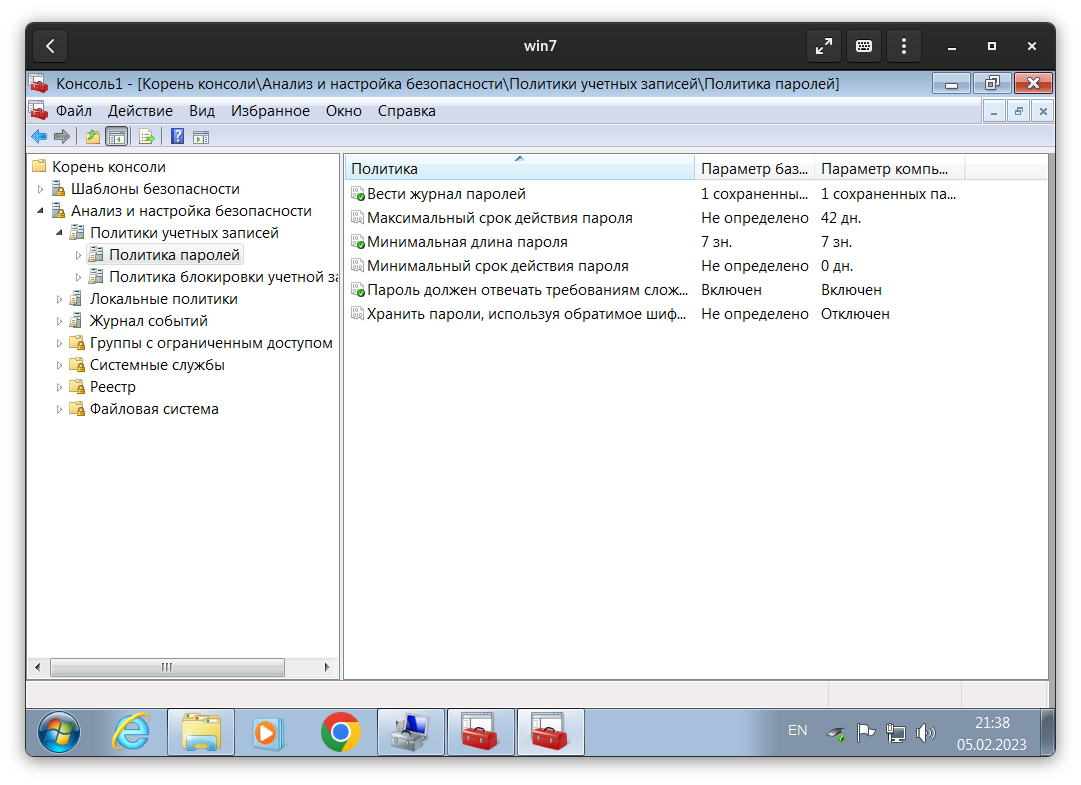 win7
Консоль1 - [Корень консоли\Анализ и настройка безопасности\Политики учетных записей\Политика паролей]
Файл Действие Вид Избранное Окно Справка
Корень консоли
Шаблоны безопасности
Анализ и настройка безопасности
Политики учетных записей
Политика паролей
Политика блокировки учетной за
Локальные политики
Журнал событий
Группы с ограниченным доступом
Системные службы
Реестр
Файловая система
Политика Параметр баз... Параметр компь...
Вести журнал паролей 1 сохраненны... 1 сохраненных па...
Максимальный срок действия пароля Не определено 42 дн.
Минимальная длина пароля 7 зн. 7 зн.
Минимальный срок действия пароля Не определено 0 дн.
Пароль должен отвечать требованиям слож... Включен Включен
Хранить пароли, используя обратимое шиф... Не определено Отключен
EN
21:38
05.02.2023